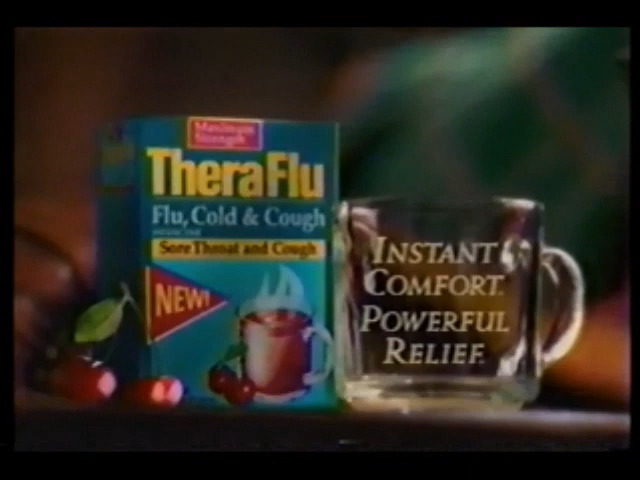 Maximum
Strength
TheraFlu
Flu, Cold & Cough
Sore Throat and Cough
NEW!
INSTANT
COMFORT.
POWERFUL
RELIEF.